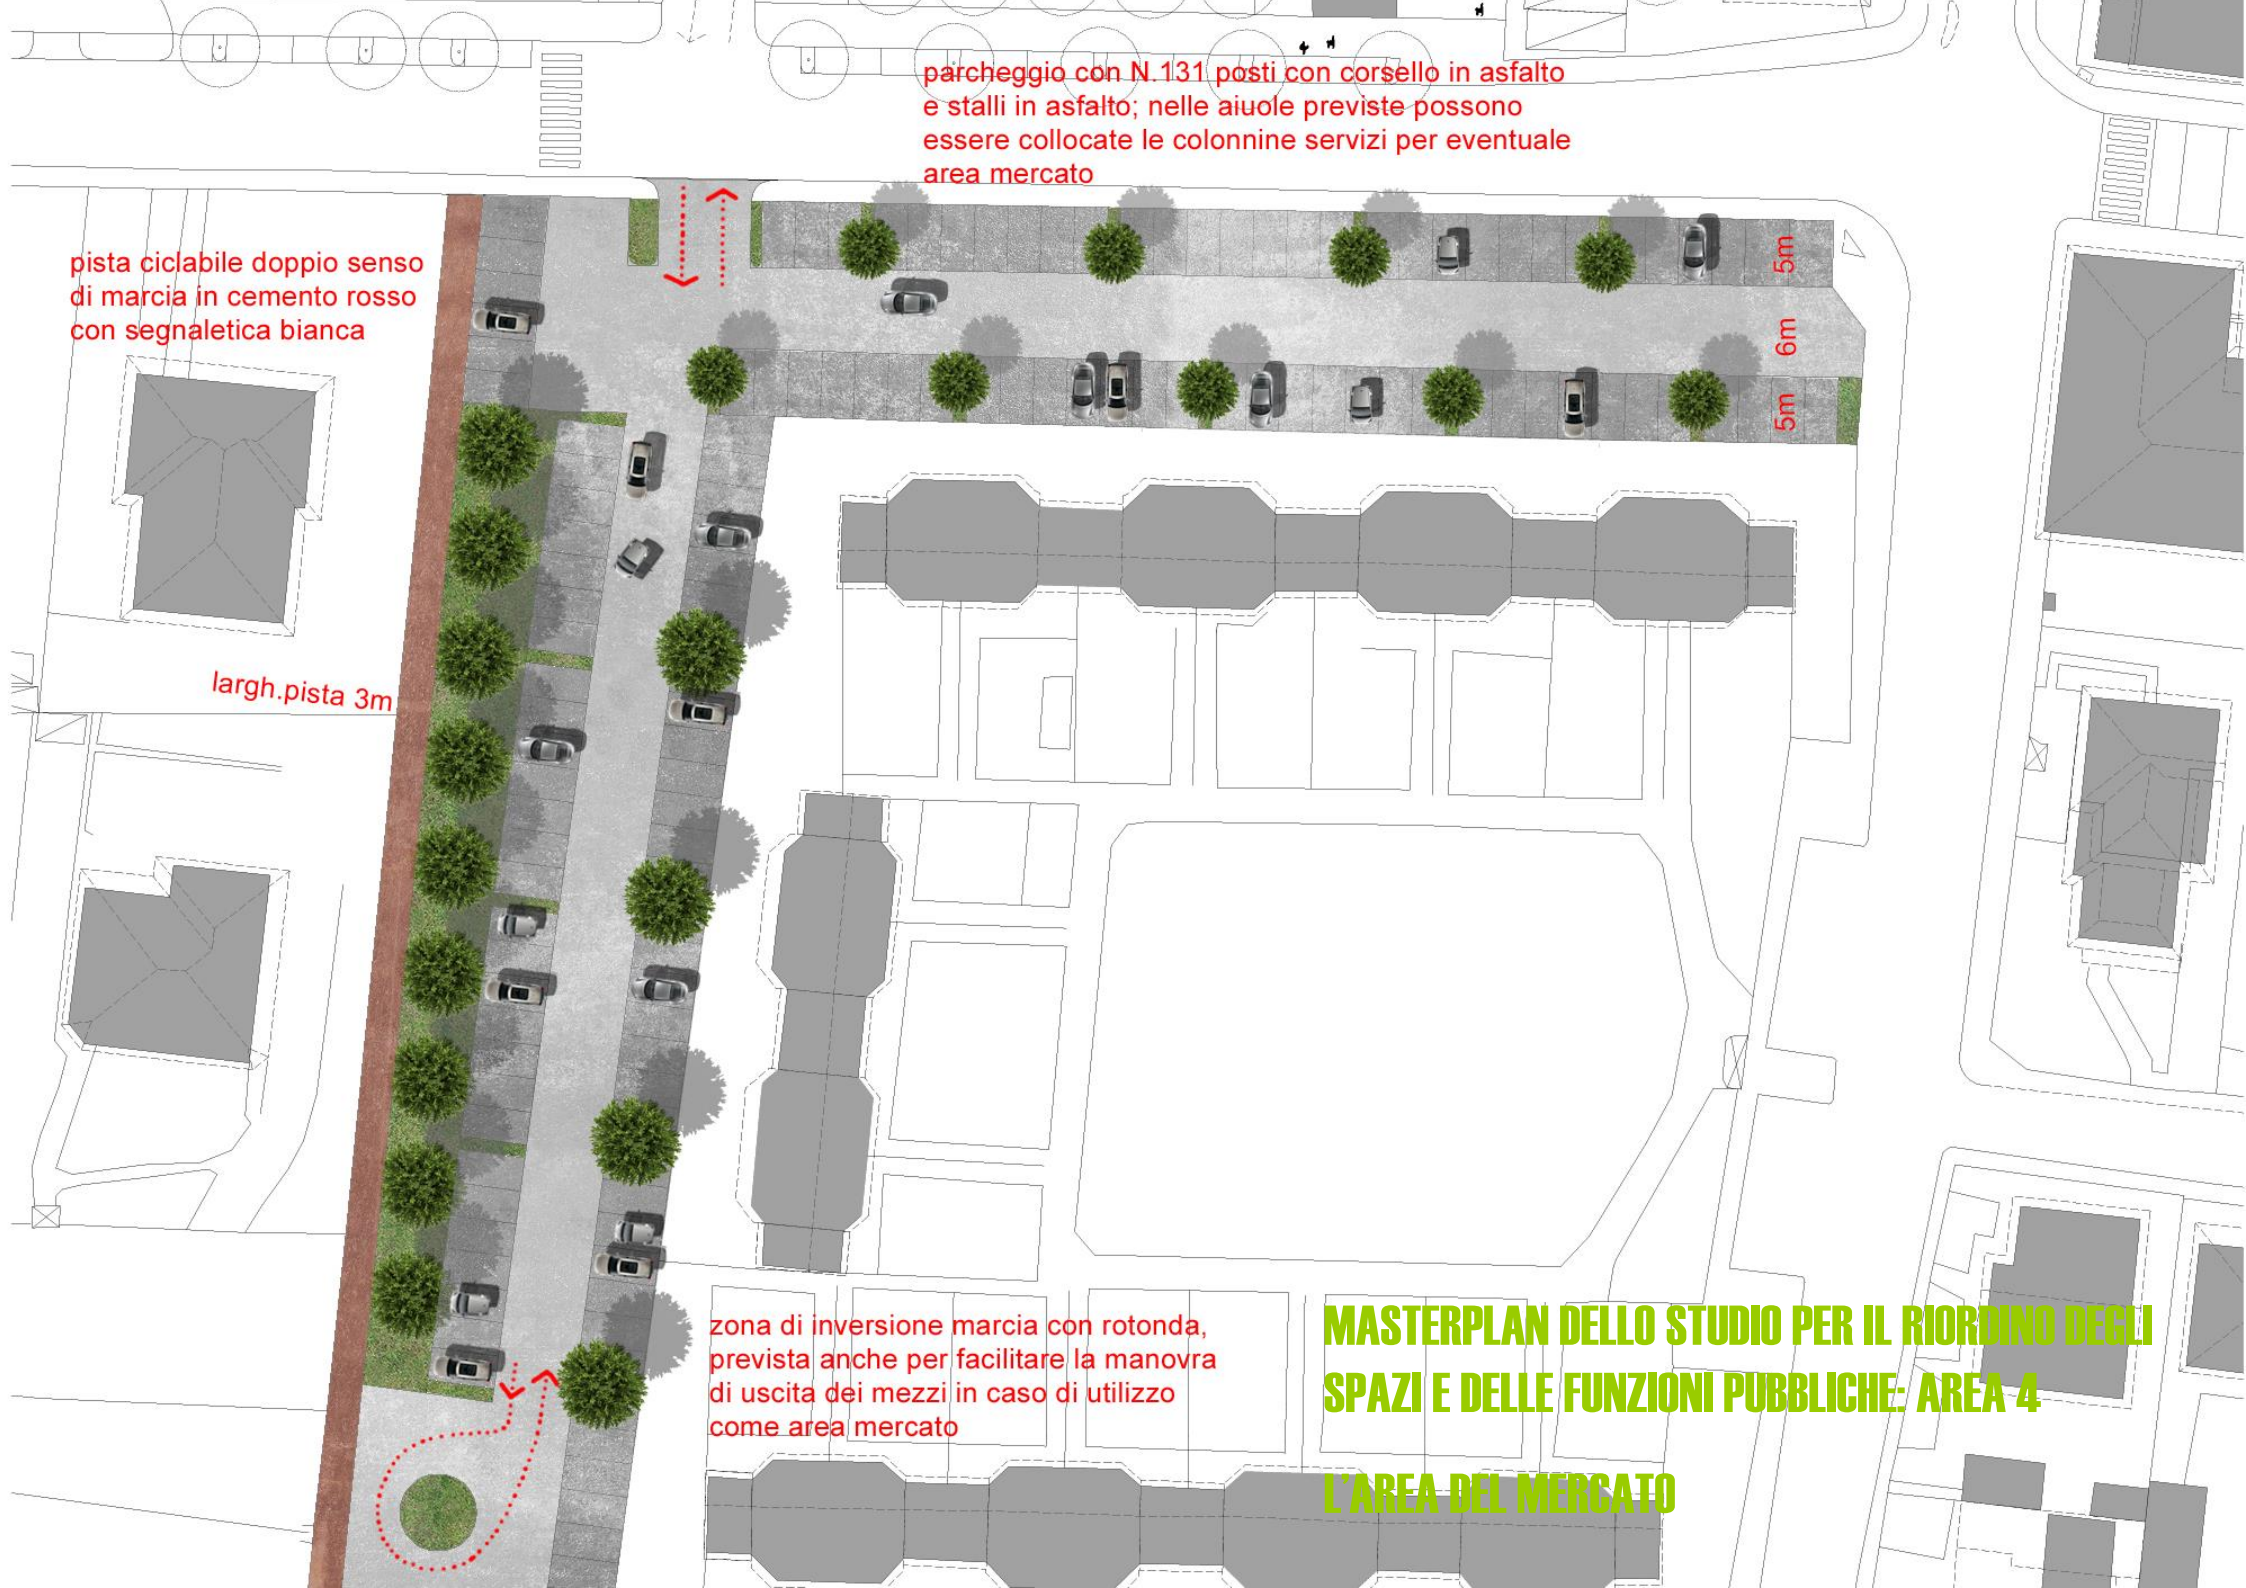 parcheggio con N.131 posti con corsello in asfalto
e stalli in asfalto; nelle aiuole previste possono
essere collocate le colonnine servizi per eventuale
area mercato
pista ciclabile doppio senso
di marcia in cemento rosso
con segnaletica bianca
5m
6m
5m
largh.pista 3m
zona di inversione marcia con rotonda,
prevista anche per facilitare la manovra
di uscita dei mezzi in caso di utilizzo
come area mercato
MASTERPLAN DELLO STUDIO PER IL RIORDINO DEGLI
SPAZI E DELLE FUNZIONI PUBBLICHE: AREA 4
L'AREA DEL MERCATO